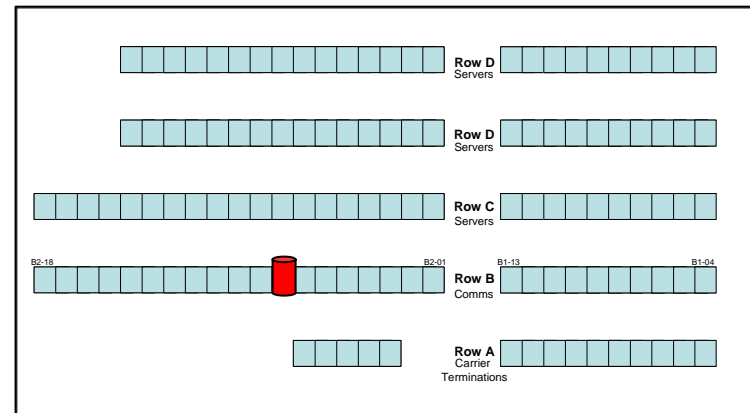 Row D
Servers
Row D
Servers
Row C
Servers
B2-18
B2-01
B1-13
B1-04
Row B
Comms
Row A
Carrier
Terminations